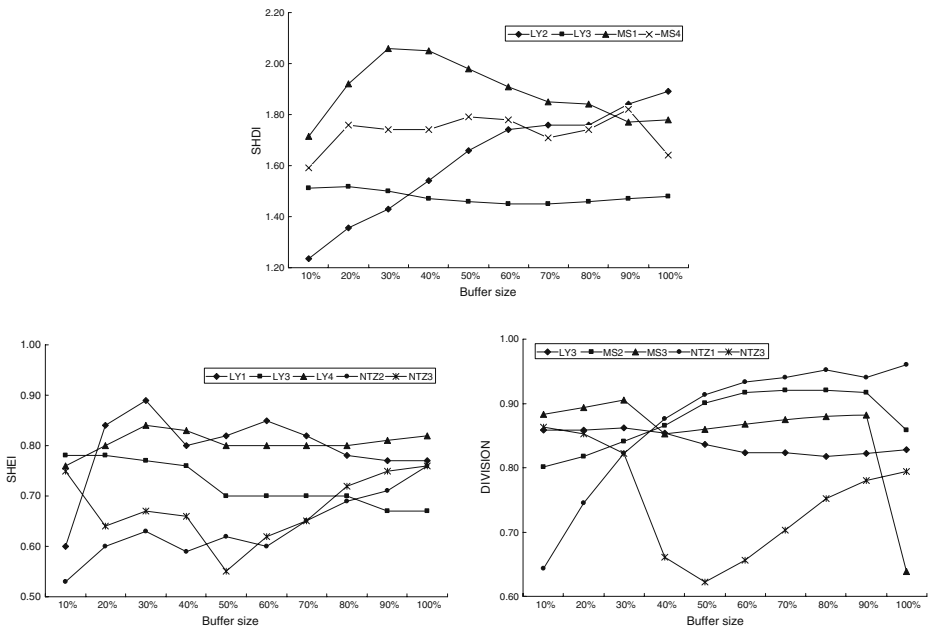 LY2 LY3 MS1 MS4
2.20
2.00
1.80
1.60
1.40
1.20
SHDI
10% 20% 30% 40% 50% 60% 70% 80% 90% 100%
Buffer size
LY1 LY3 LY4 NTZ2 NTZ3
1.00
0.90
0.80
0.70
0.60
0.50
SHEI
10% 20% 30% 40% 50% 60% 70% 80% 90% 100%
Buffer size
LY3 MS2 MS3 NTZ1 NTZ3
1.00
0.90
0.80
0.70
0.60
DIVISION
10% 20% 30% 40% 50% 60% 70% 80% 90% 100%
Buffer size